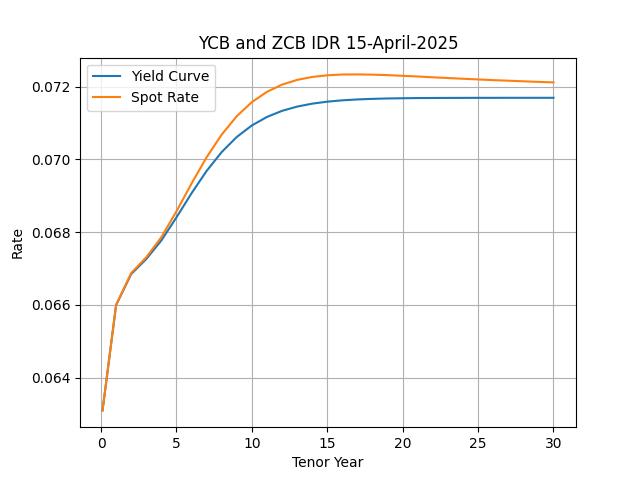 YCB and ZCB IDR 15-April-2025
Yield Curve
Spot Rate
0.072
0.070
0.068
0.066
0.064
Rate
0
5
10
15
20
25
30
Tenor Year